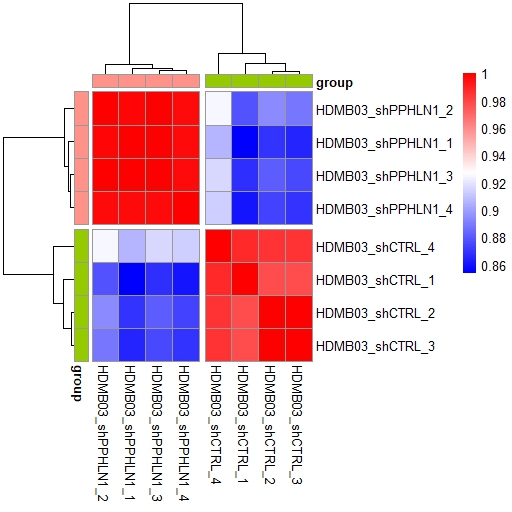 group
1
0.98
0.96
0.94
0.92
0.9
0.88
0.86
HDMB03_shPPHLN1_2
HDMB03_shPPHLN1_1
HDMB03_shPPHLN1_3
HDMB03_shPPHLN1_4
HDMB03_shCTRL_4
HDMB03_shCTRL_1
HDMB03_shCTRL_2
HDMB03_shCTRL_3
group
HDMB03_shPPHLN1_2
HDMB03_shPPHLN1_1
HDMB03_shPPHLN1_3
HDMB03_shPPHLN1_4
HDMB03_shCTRL_4
HDMB03_shCTRL_1
HDMB03_shCTRL_2
HDMB03_shCTRL_3